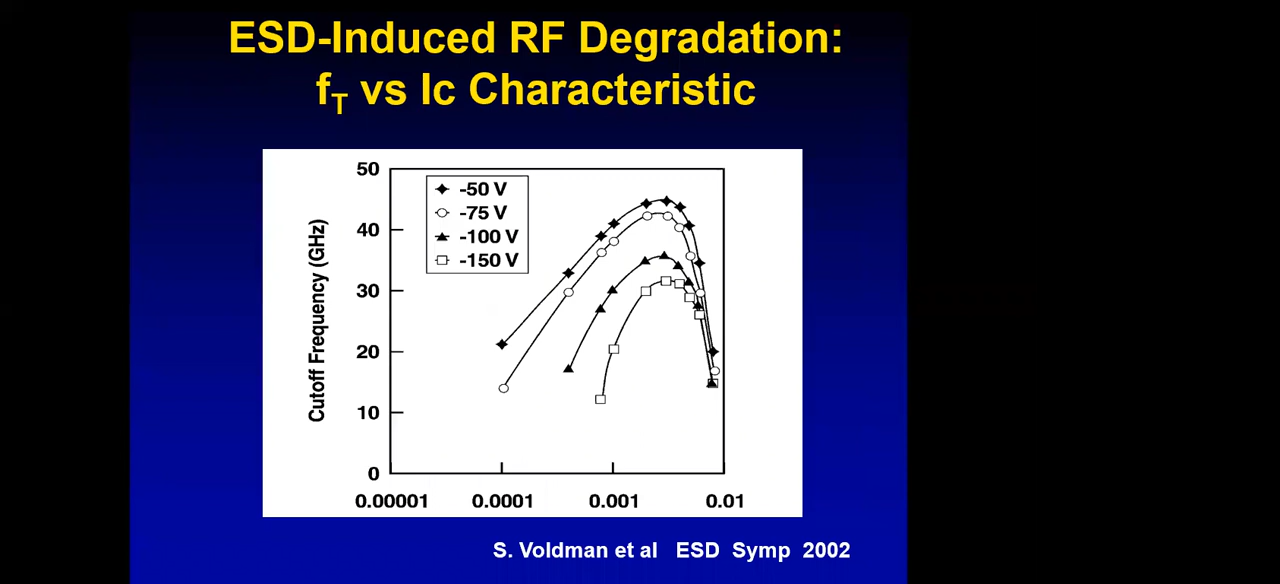 ESD-Induced RF Degradation:
fT vs Ic Characteristic
50
40
30
20
10
0
Cutoff Frequency (GHz)
-50 V
-75 V
-100 V
-150 V
0.00001 0.0001 0.001 0.01
S. Voldman et al ESD Symp 2002